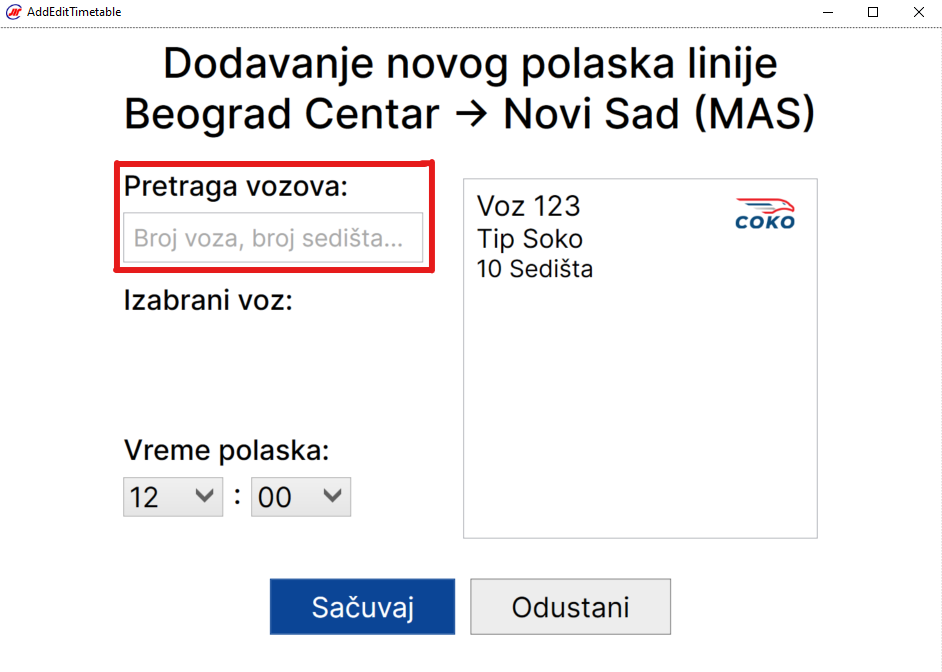 AddEditTimetable
Dodavanje novog polaska linije
Beograd Centar → Novi Sad (MAS)
Pretraga vozova:
Broj voza, broj sedišta...
Izabrani voz:
Vreme polaska:
12 : 00
Voz 123
Tip Soko
10 Sedišta
СОКО
Sačuvaj
Odustani